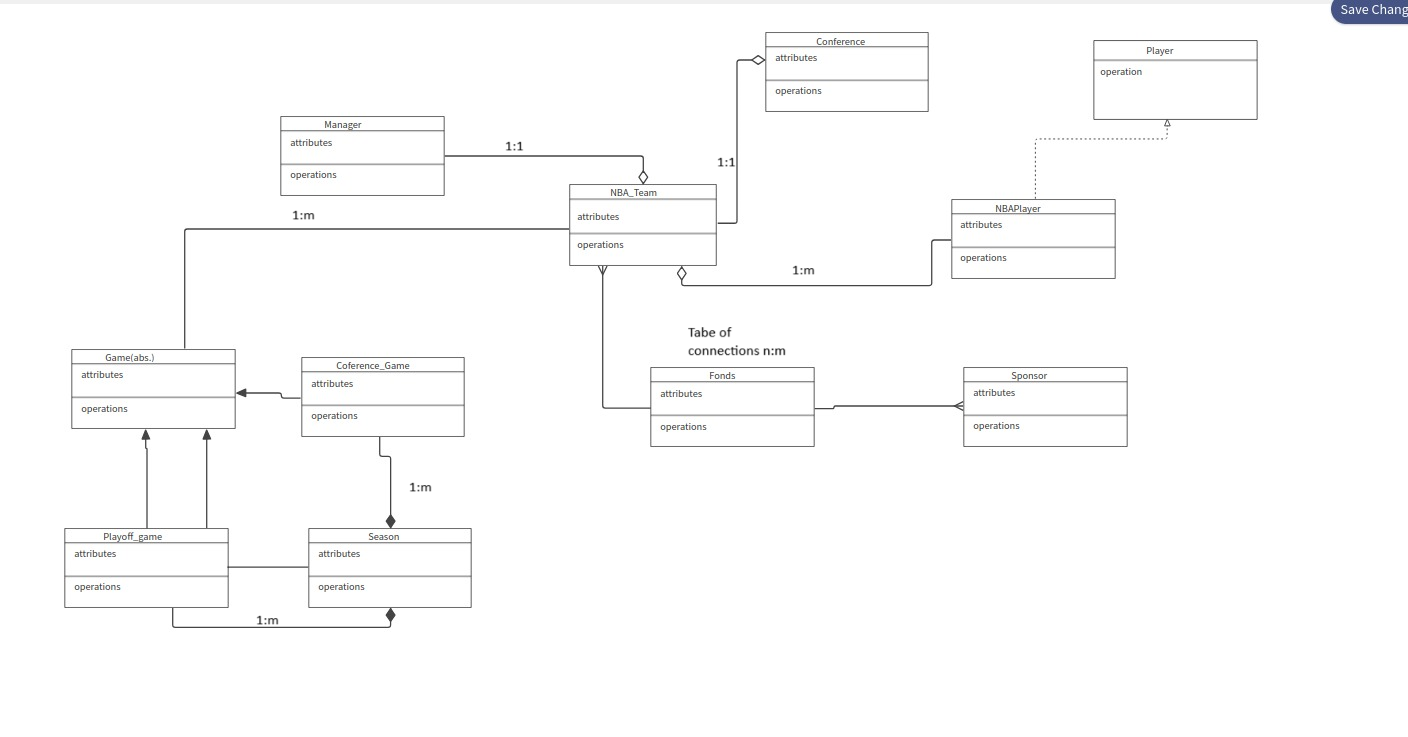 Save Chang
Conference
attributes
operations
Player
operation
Manager
attributes
operations
1:1
1:1
NBA_Team
attributes
operations
1:m
NBAPlayer
attributes
operations
1:m
Tabe of
connections n:m
Game(abs.)
attributes
operations
Coference_Game
attributes
operations
Fonds
attributes
operations
Sponsor
attributes
operations
1:m
Playoff_game
attributes
operations
Season
attributes
operations
1:m